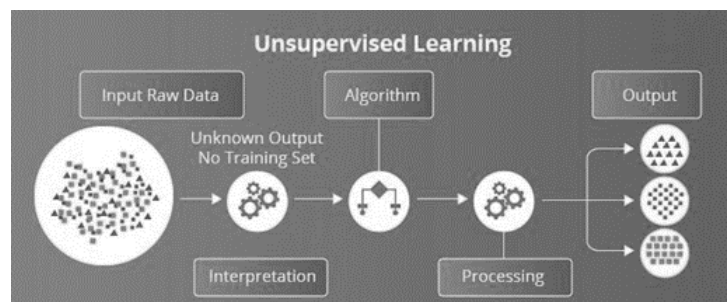 Unsupervised Learning
Input Raw Data
Algorithm
Output
Unknown Output
No Training Set
Interpretation
Processing